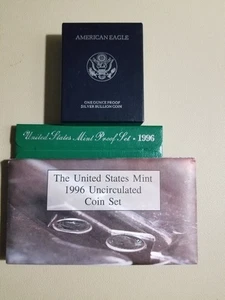 AMERICAN EAGLE
ONE OUNCE PROOF
SILVER BULLION COIN
United States Mint Proof Set - 1996
The United States Mint
1996 Uncirculated
Coin Set